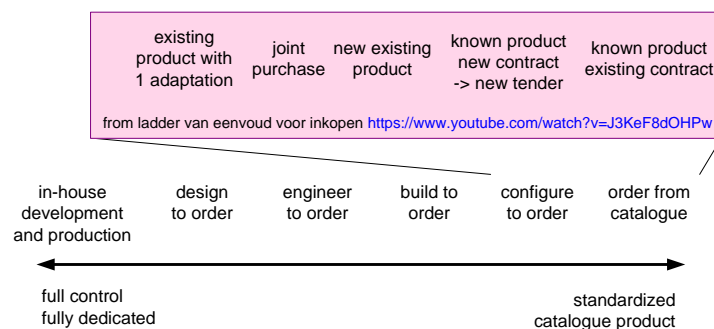 existing
product with
1 adaptation
joint
purchase
new existing
product
known product
new contract
-> new tender
known product
existing contract
from ladder van eenvoud voor inkopen https://www.youtube.com/watch?v=J3KeF8dOHPw
in-house
development
and production
design
to order
engineer
to order
build to
order
configure
to order
order from
catalogue
full control
fully dedicated
standardized
catalogue product